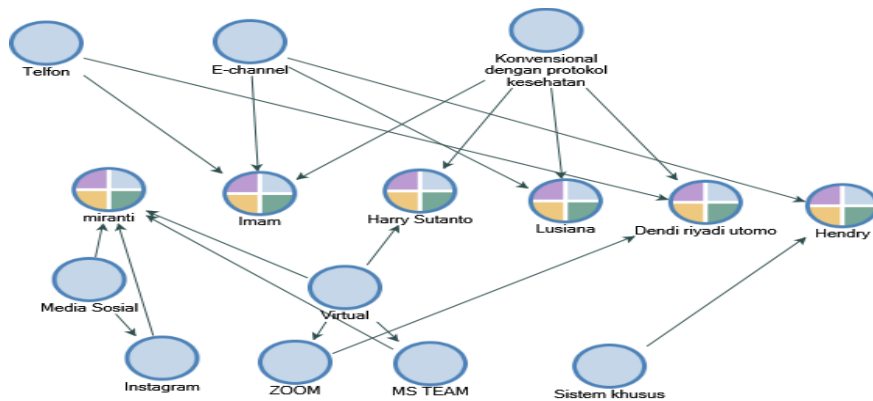 Telfon
E-channel
Konvensional
dengan protokol
kesehatan
miranti
Imam
Harry Sutanto
Lusiana
Dendi riyadi utomo
Hendry
Media Sosial
Virtual
Instagram
ZOOM
MS TEAM
Sistem khusus